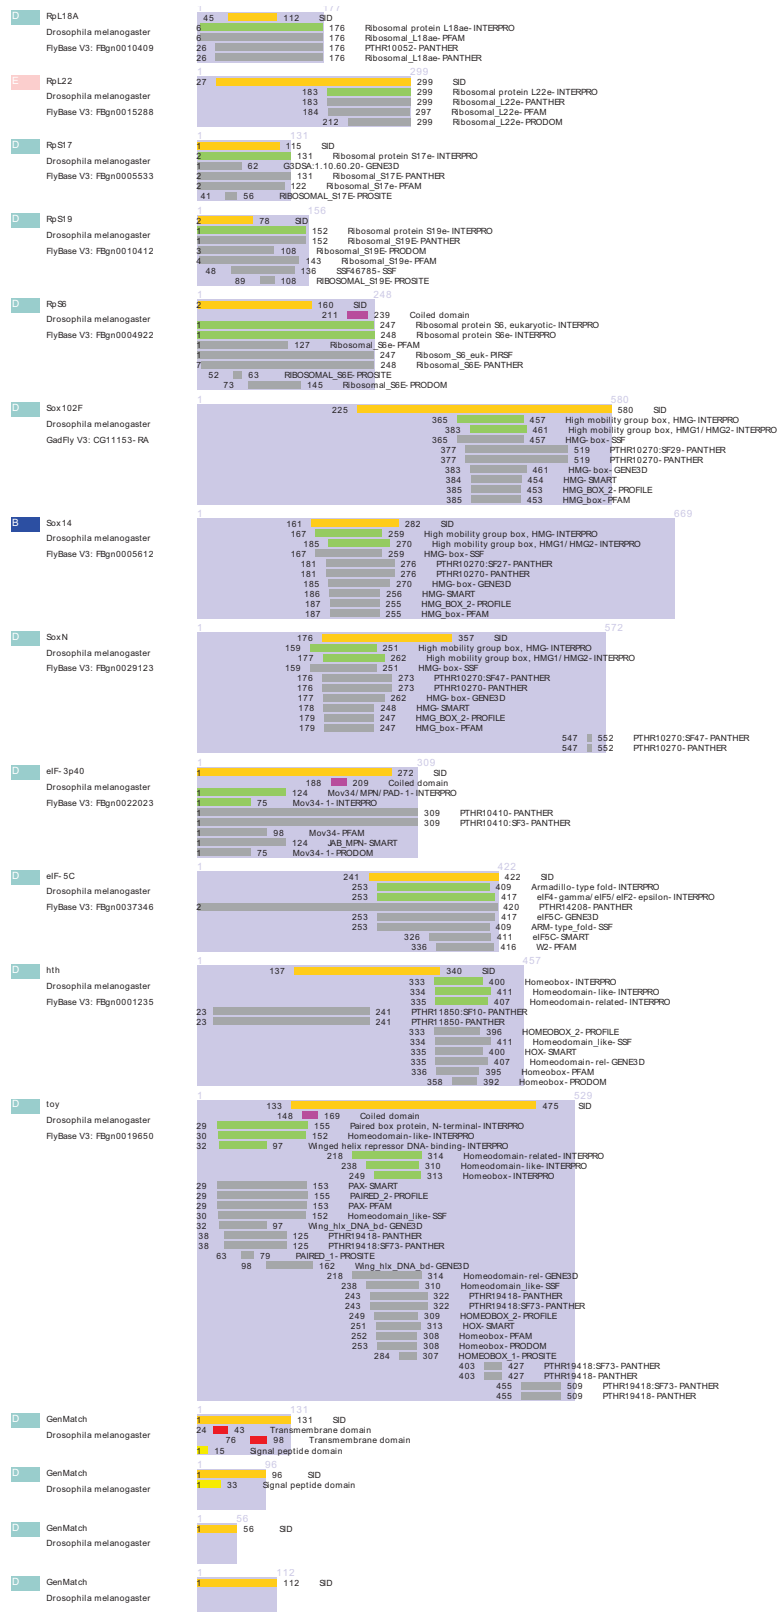 177
D RpL18A 45 112 SID
Drosophila melanogaster 6 176 Ribosomal protein L18ae-INTERPRO
6 176 Ribosomal_L18ae-PFAM
FlyBase V3: FBgn0010409 26 176 PTHR10052-PANTHER
26 176 Ribosomal_L18ae-PANTHER
1 299
E RpL22 27 299 SID
Drosophila melanogaster 183 299 Ribosomal protein L22e-INTERPRO
183 299 Ribosomal_L22e-PANTHER
FlyBase V3: FBgn0015288 184 297 Ribosomal_L22e-PFAM
212 299 Ribosomal_L22e-PRODOM
1 131
D RpS17 1 115 SID
Drosophila melanogaster 2 131 Ribosomal protein S17e-INTERPRO
1 62 G3DSA:1.10.60.20-GENE3D
FlyBase V3: FBgn0005533 2 131 Ribosomal_S17E-PANTHER
2 122 Ribosomal_S17e-PFAM
41 56 RIBOSOMAL_S17E-PROSITE
1 156
D RpS19 2 78 SID
Drosophila melanogaster 1 152 Ribosomal protein S19e-INTERPRO
1 152 Ribosomal_S19E-PANTHER
FlyBase V3: FBgn0010412 3 108 Ribosomal_S19E-PRODOM
4 143 Ribosomal_S19e-PFAM
48 136 SSF46785-SSF
89 108 RIBOSOMAL_S19E-PROSITE
1 248
D RpS6 2 160 SID
Drosophila melanogaster 211 239 Coiled domain
1 247 Ribosomal protein S6, eukaryotic-INTERPRO
FlyBase V3: FBgn0004922 1 248 Ribosomal protein S6e-INTERPRO
1 127 Ribosomal_S6e-PFAM
1 247 Ribosom_S6_euk-PIRSF
7 248 Ribosomal_S6E-PANTHER
52 63 RIBOSOMAL_S6E-PROSITE
73 145 Ribosomal_S6E-PRODOM
1 580
D Sox102F 225 580 SID
Drosophila melanogaster 365 457 High mobility group box, HMG-INTERPRO
383 461 High mobility group box, HMG1/HMG2-INTERPRO
GadFly V3: CG11153-RA 365 457 HMG-box-SSF
377 519 PTHR10270:SF29-PANTHER
377 519 PTHR10270-PANTHER
383 461 HMG-box-GENE3D
384 454 HMG-SMART
385 453 HMG_BOX_2-PROFILE
385 453 HMG_box-PFAM
1 669
B Sox14 161 282 SID
Drosophila melanogaster 167 259 High mobility group box, HMG-INTERPRO
185 270 High mobility group box, HMG1/HMG2-INTERPRO
FlyBase V3: FBgn0005612 167 259 HMG-box-SSF
181 276 PTHR10270:SF27-PANTHER
181 276 PTHR10270-PANTHER
185 270 HMG-box-GENE3D
186 256 HMG-SMART
187 255 HMG_BOX_2-PROFILE
187 255 HMG_box-PFAM
1 572
D SoxN 176 357 SID
Drosophila melanogaster 159 251 High mobility group box, HMG-INTERPRO
177 262 High mobility group box, HMG1/HMG2-INTERPRO
FlyBase V3: FBgn0029123 159 251 HMG-box-SSF
176 273 PTHR10270:SF47-PANTHER
176 273 PTHR10270-PANTHER
177 262 HMG-box-GENE3D
178 248 HMG-SMART
179 247 HMG_BOX_2-PROFILE
179 247 HMG_box-PFAM
547 552 PTHR10270:SF47-PANTHER
547 552 PTHR10270-PANTHER
1 309
D eIF-3p40 1 272 SID
Drosophila melanogaster 188 209 Coiled domain
1 124 Mov34/MPN/PAD-1-INTERPRO
FlyBase V3: FBgn0022023 1 75 Mov34-1-INTERPRO
1 309 PTHR10410-PANTHER
1 309 PTHR10410:SF3-PANTHER
1 98 Mov34-PFAM
1 124 JAB_MPN-SMART
1 75 Mov34-1-PRODOM
1 422
D eIF-5C 241 422 SID
Drosophila melanogaster 253 409 Armadillo-type fold-INTERPRO
253 417 eIF4-gamma/eIF5/eIF2-epsilon-INTERPRO
FlyBase V3: FBgn0037346 2 420 PTHR14208-PANTHER
253 417 eIF5C-GENE3D
253 409 ARM-type_fold-SSF
326 411 eIF5C-SMART
336 416 W2-PFAM
1 457
D hth 137 340 SID
Drosophila melanogaster 333 400 Homeobox-INTERPRO
334 411 Homeodomain-like-INTERPRO
FlyBase V3: FBgn0001235 335 407 Homeodomain-related-INTERPRO
23 241 PTHR11850:SF10-PANTHER
23 241 PTHR11850-PANTHER
333 396 HOMEOBOX_2-PROFILE
334 411 Homeodomain_like-SSF
335 400 HOX-SMART
335 407 Homeodomain-rel-GENE3D
336 395 Homeobox-PFAM
358 392 Homeobox-PRODOM
1 529
D toy 133 475 SID
Drosophila melanogaster 148 169 Coiled domain
29 155 Paired box protein, N-terminal-INTERPRO
FlyBase V3: FBgn0019650 30 152 Homeodomain-like-INTERPRO
32 97 Winged helix repressor DNA-binding-INTERPRO
218 314 Homeodomain-related-INTERPRO
238 310 Homeodomain-like-INTERPRO
249 313 Homeobox-INTERPRO
29 153 PAX-SMART
29 155 PAIRED_2-PROFILE
29 153 PAX-PFAM
30 152 Homeodomain_like-SSF
32 97 Wing_hlx_DNA_bd-GENE3D
38 125 PTHR19418-PANTHER
38 125 PTHR19418:SF73-PANTHER
63 79 PAIRED_1-PROSITE
98 162 Wing_hlx_DNA_bd-GENE3D
218 314 Homeodomain-rel-GENE3D
238 310 Homeodomain_like-SSF
243 322 PTHR19418-PANTHER
243 322 PTHR19418:SF73-PANTHER
249 309 HOMEOBOX_2-PROFILE
251 313 HOX-SMART
252 308 Homeobox-PFAM
253 308 Homeobox-PRODOM
284 307 HOMEOBOX_1-PROSITE
403 427 PTHR19418:SF73-PANTHER
403 427 PTHR19418-PANTHER
455 509 PTHR19418:SF73-PANTHER
455 509 PTHR19418-PANTHER
1 131
D GenMatch 1 131 SID
Drosophila melanogaster 24 43 Transmembrane domain
76 98 Transmembrane domain
1 15 Signal peptide domain
1 96
D GenMatch 1 96 SID
Drosophila melanogaster 1 33 Signal peptide domain
1 56
D GenMatch 1 56 SID
Drosophila melanogaster
1 112
D GenMatch 1 112 SID
Drosophila melanogaster